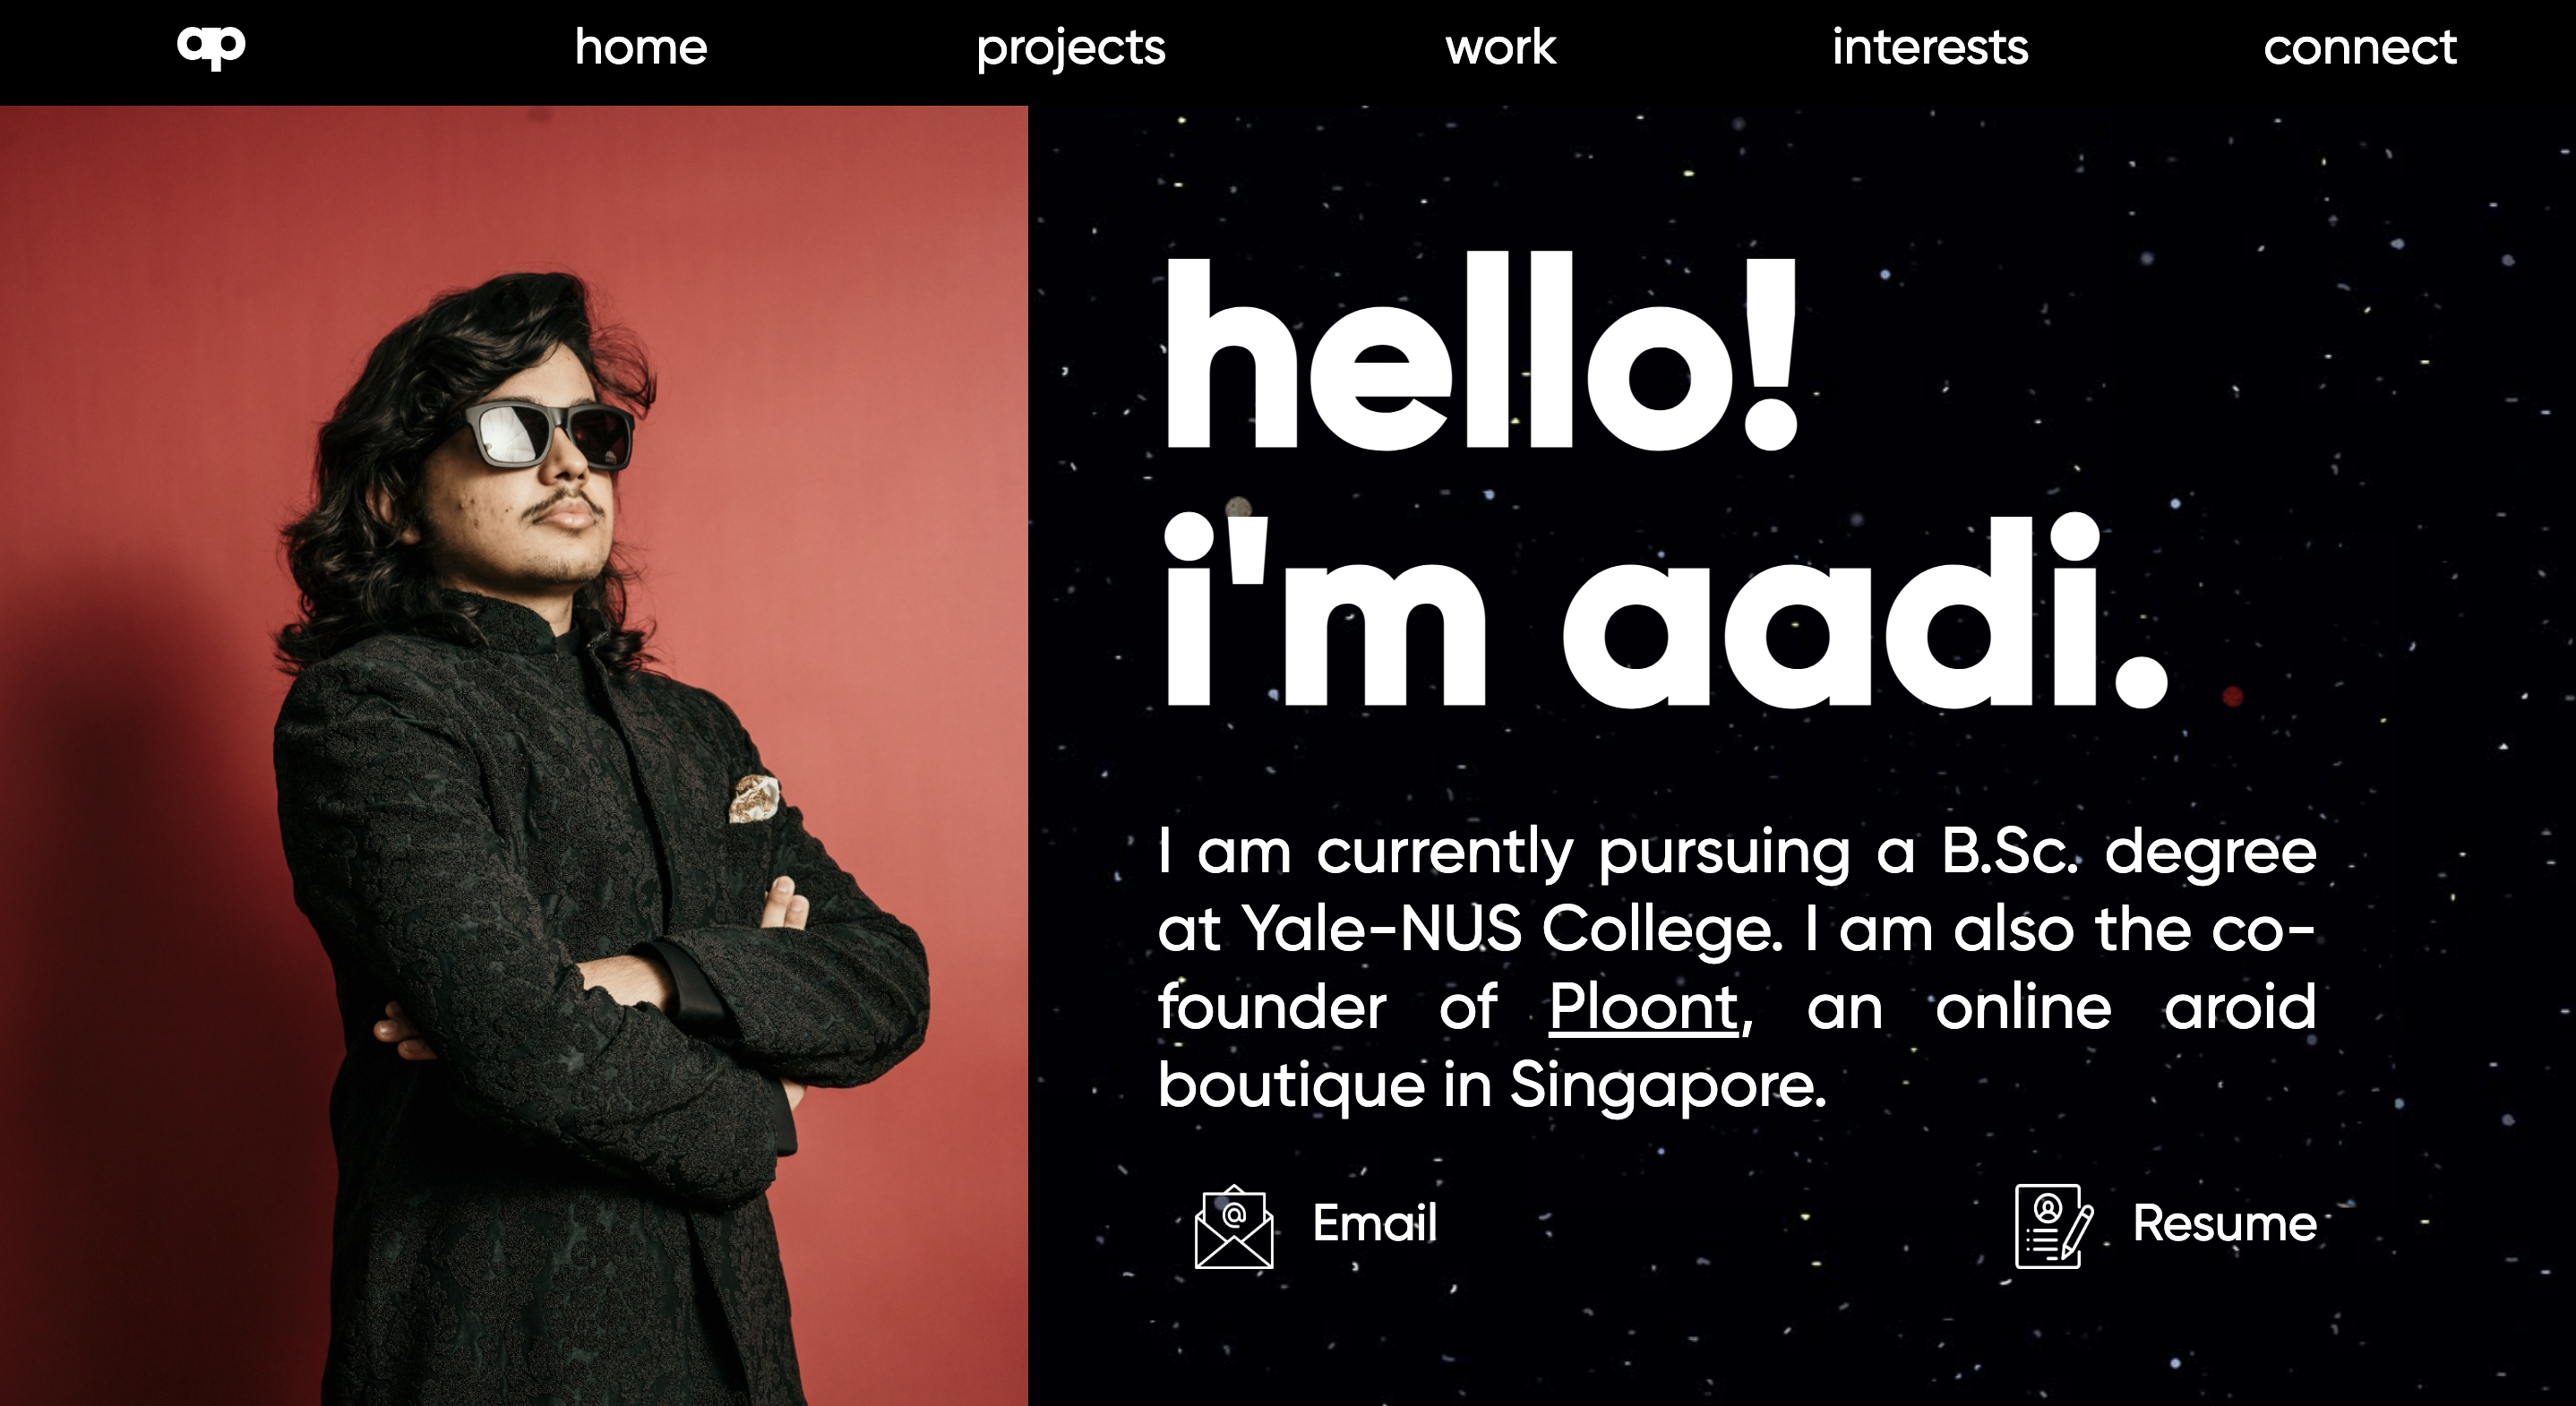 ap
home
projects
work
interests
connect
hello!
i'm aadi.
I am currently pursuing a B.Sc. degree
at Yale-NUS College. I am also the co-
founder of Ploont, an online aroid
boutique in Singapore.
@
Email
Resume